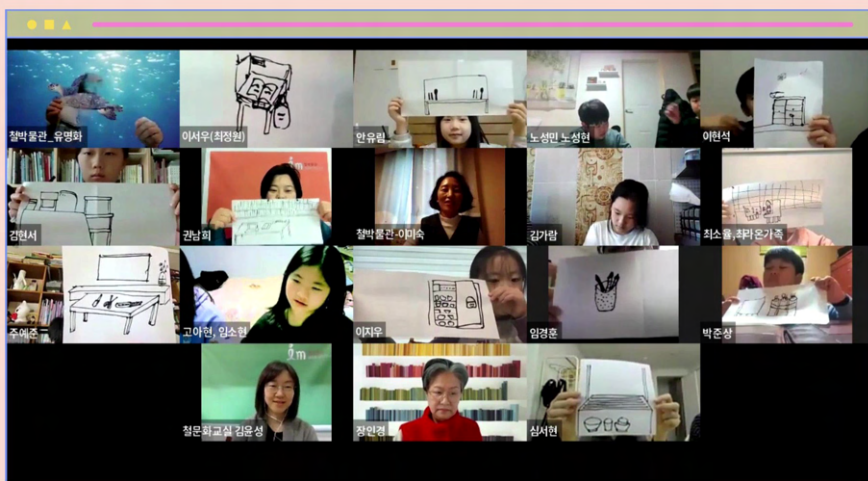 철박물관_유명화
이서우(최정원)
안유림
노성민 노성현
이현석
김현서
권남희
철박물관-이미숙
김가람
최소율,최라온가족
주예준
고아현, 임소현
이지우
임경훈
박준상
철문화교실 김윤성
장인경
심서현